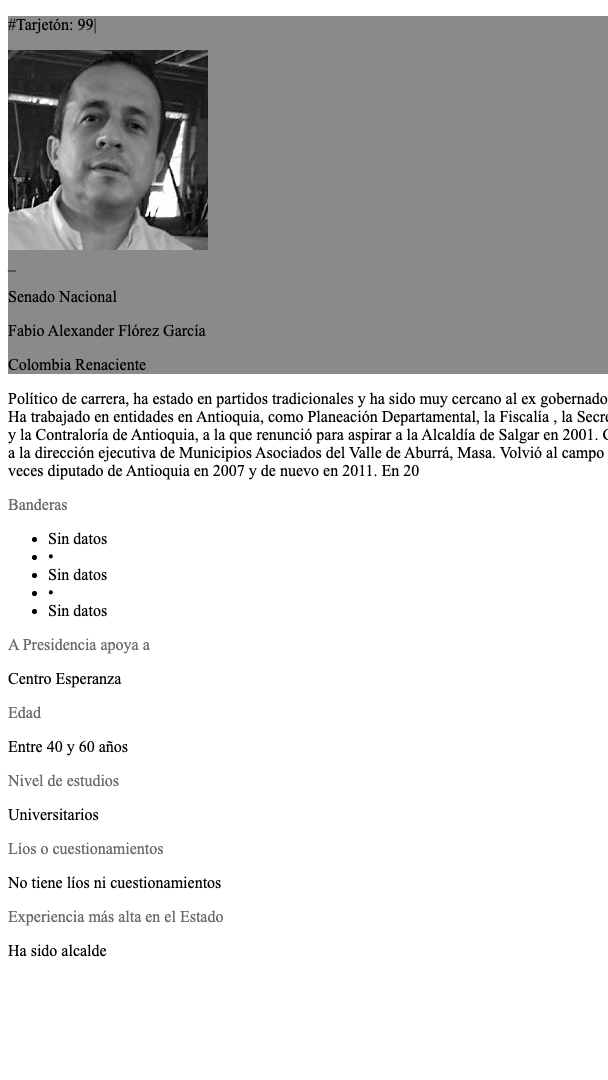 #Tarjetón: 99|
_
Senado Nacional
Fabio Alexander Flórez García
Colombia Renaciente
Político de carrera, ha estado en partidos tradicionales y ha sido muy cercano al ex gobernado
Ha trabajado en entidades en Antioquia, como Planeación Departamental, la Fiscalía , la Secre
y la Contraloría de Antioquia, a la que renunció para aspirar a la Alcaldía de Salgar en 2001.
a la dirección ejecutiva de Municipios Asociados del Valle de Aburrá, Masa. Volvió al campo
veces diputado de Antioquia en 2007 y de nuevo en 2011. En 20
Banderas
• Sin datos
• •
• Sin datos
• •
• Sin datos
A Presidencia apoya a
Centro Esperanza
Edad
Entre 40 y 60 años
Nivel de estudios
Universitarios
Líos o cuestionamientos
No tiene líos ni cuestionamientos
Experiencia más alta en el Estado
Ha sido alcalde